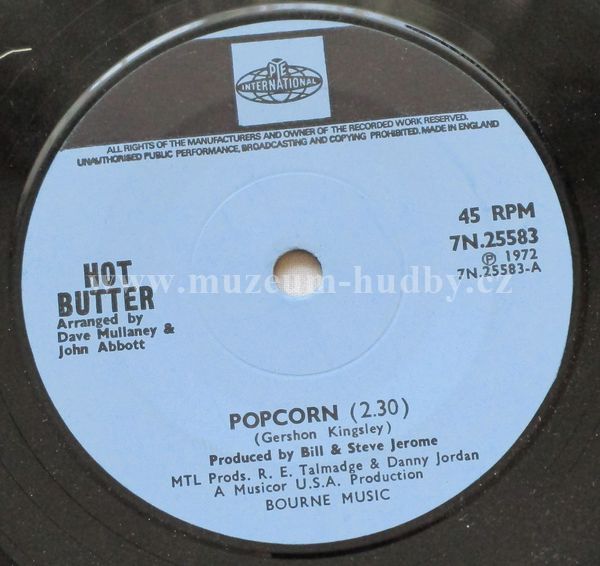 PYE
INTERNATIONAL
ALL RIGHTS OF THE MANUFACTURERS AND OWNER OF THE RECORDED WORK RESERVED.
UNAUTHORISED PUBLIC PERFORMANCE, BROADCASTING AND COPYING PROHIBITED. MADE IN ENGLAND
45 RPM
7N.25583
Ⓟ 1972
7N.25583-A
HOT
BUTTER
Arranged by
Dave Mullaney &
John Abbott
www.muzeum-hudby.cz
POPCORN (2.30)
(Gershon Kingsley)
Produced by Bill & Steve Jerome
MTL Prods. R. E. Talmadge & Danny Jordan
A Musicor U.S.A. Production
BOURNE MUSIC